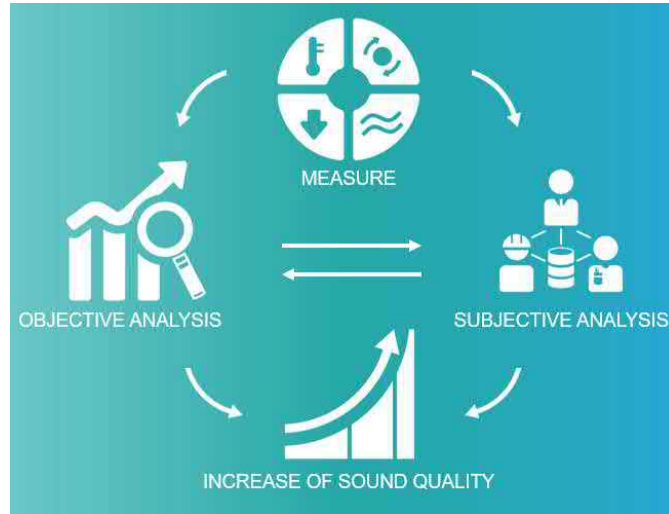 MEASURE
OBJECTIVE ANALYSIS
SUBJECTIVE ANALYSIS
INCREASE OF SOUND QUALITY